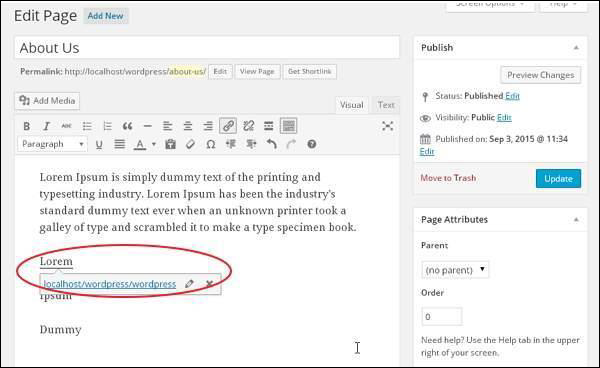 Edit Page Add New
Screen Options Help
About Us
Permalink: http://localhost/wordpress/about-us/ Edit View Page Get Shortlink
Add Media
Visual Text
B I ABC
Paragraph U A Ω
Lorem Ipsum is simply dummy text of the printing and
typesetting industry. Lorem Ipsum has been the industry's
standard dummy text ever when an unknown printer took a
galley of type and scrambled it to make a type specimen book.
Lorem
localhost/wordpress/wordpress
Ipsum
Dummy
Publish
Preview Changes
Status: Published Edit
Visibility: Public Edit
Published on: Sep 3, 2015 @ 11:34
Edit
Move to Trash Update
Page Attributes
Parent
(no parent)
Order
0
Need help? Use the Help tab in the upper
right of your screen.